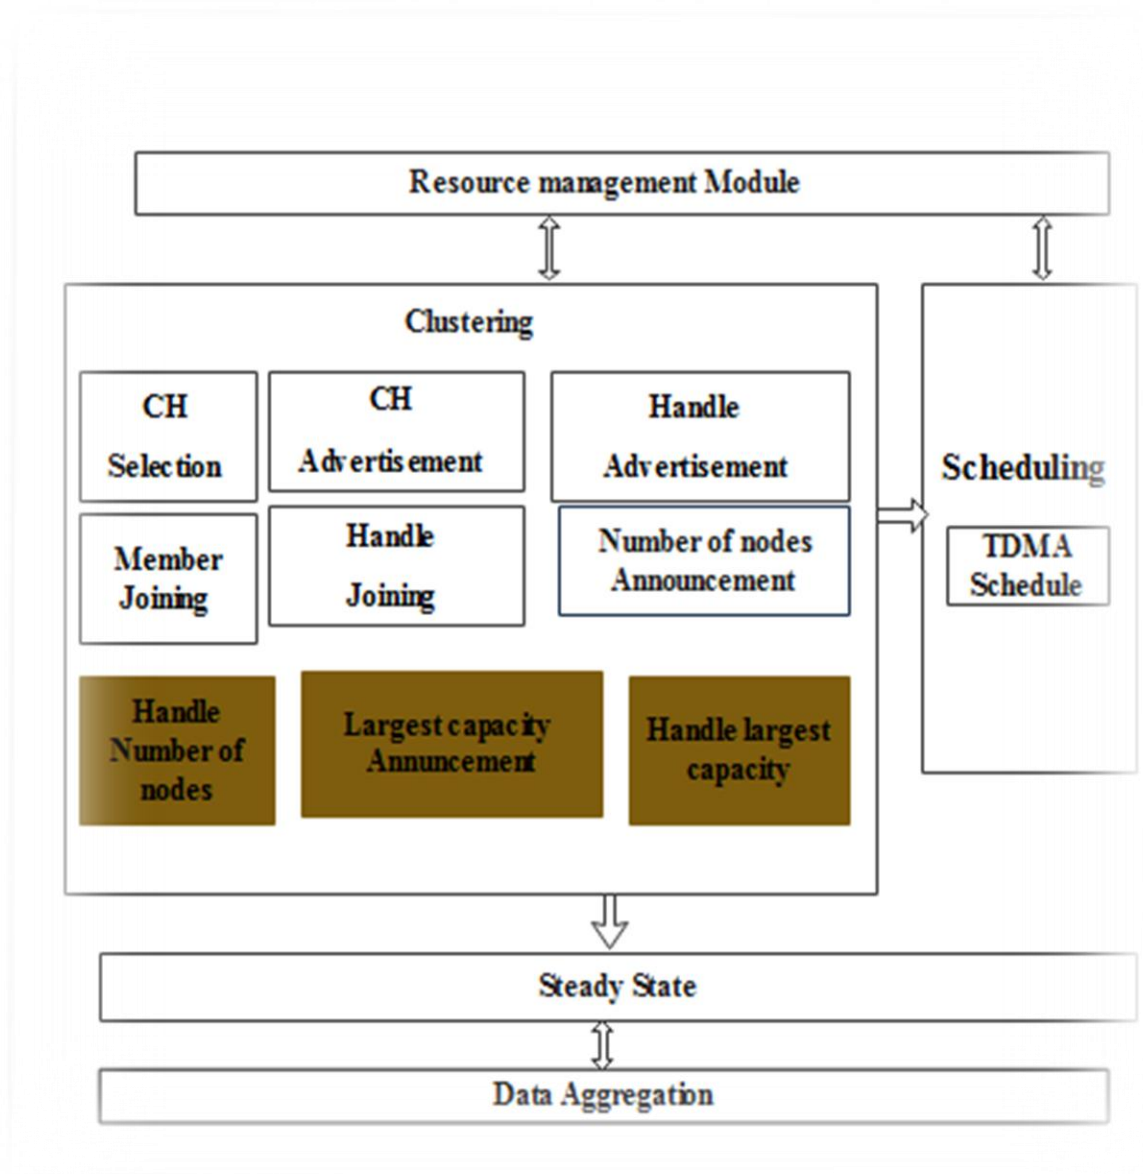 Resource management Module
Clustering
CH
Selection
CH
Advertisement
Handle
Advertisement
Member
Joining
Handle
Joining
Number of nodes
Announcement
Handle
Number of
nodes
Largest capacity
Annuncement
Handle largest
capacity
Scheduling
TDMA
Schedule
Steady State
Data Aggregation